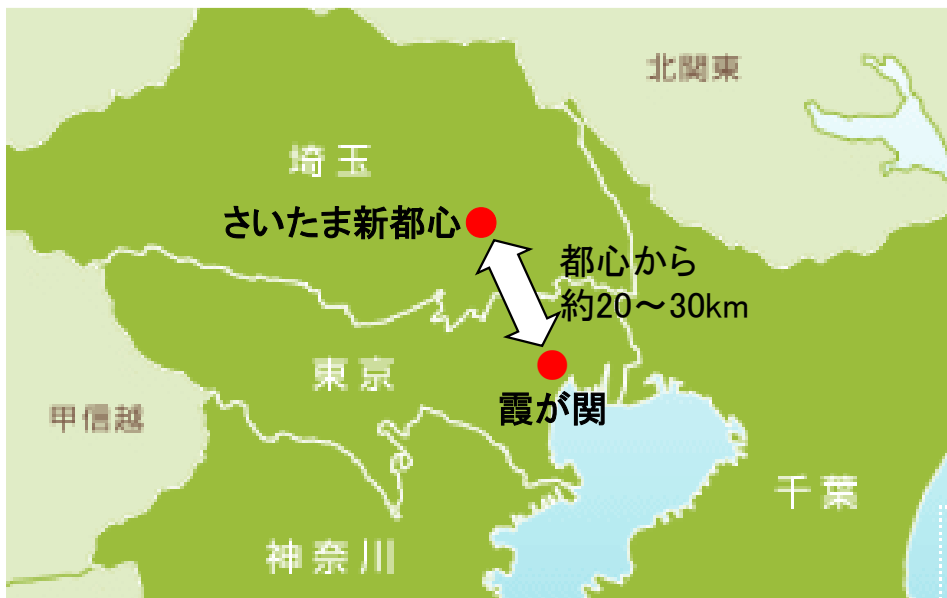 北関東
埼玉
さいたま新都心
都心から
約20～30km
東京
霞が関
甲信越
千葉
神奈川